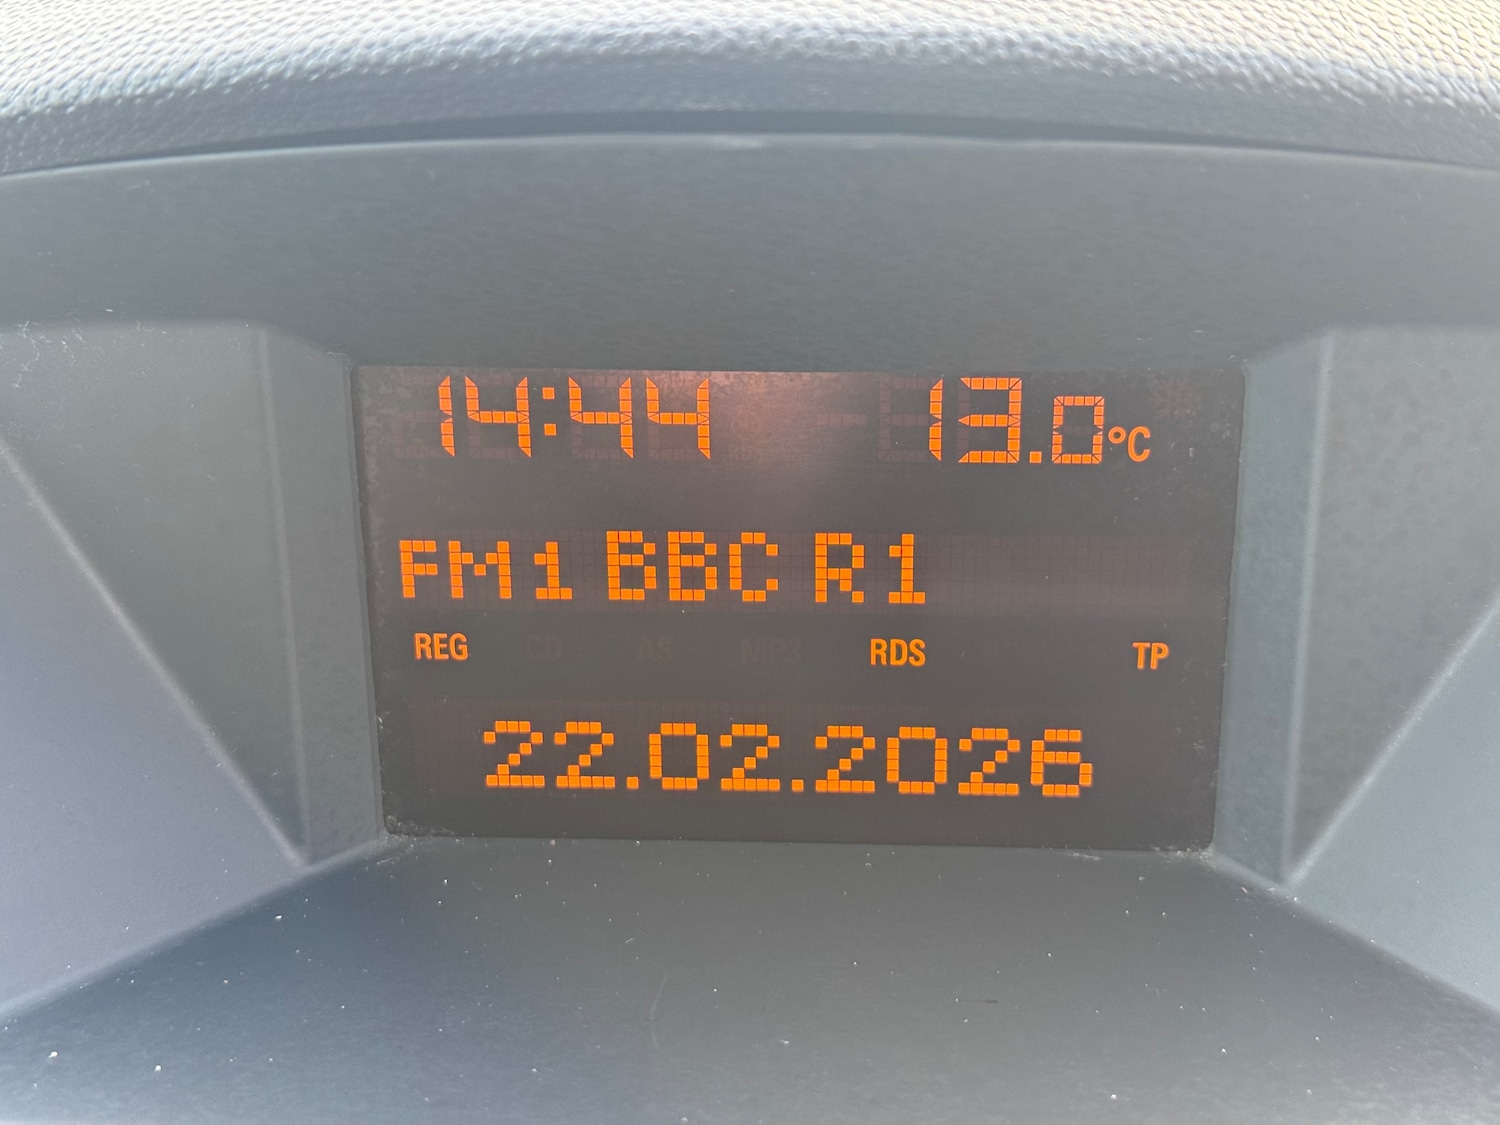 14:44 13.0°C
FM1 BBC R1
REG RDS TP
22.02.2026